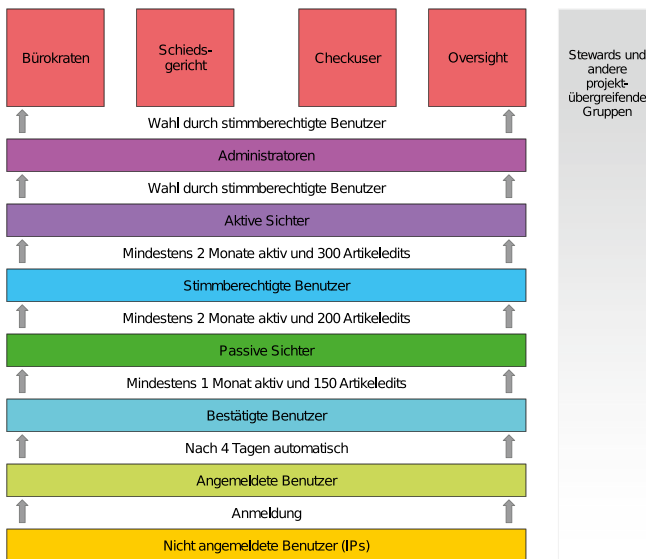 Bürokraten
Schieds-
gericht
Checkuser
Oversight
Stewards und
andere
projekt-
übergreifende
Gruppen
Wahl durch stimmberechtigte Benutzer
Administratoren
Wahl durch stimmberechtigte Benutzer
Aktive Sichter
Mindestens 2 Monate aktiv und 300 Artikeledits
Stimmberechtigte Benutzer
Mindestens 2 Monate aktiv und 200 Artikeledits
Passive Sichter
Mindestens 1 Monat aktiv und 150 Artikeledits
Bestätigte Benutzer
Nach 4 Tagen automatisch
Angemeldete Benutzer
Anmeldung
Nicht angemeldete Benutzer (IPs)